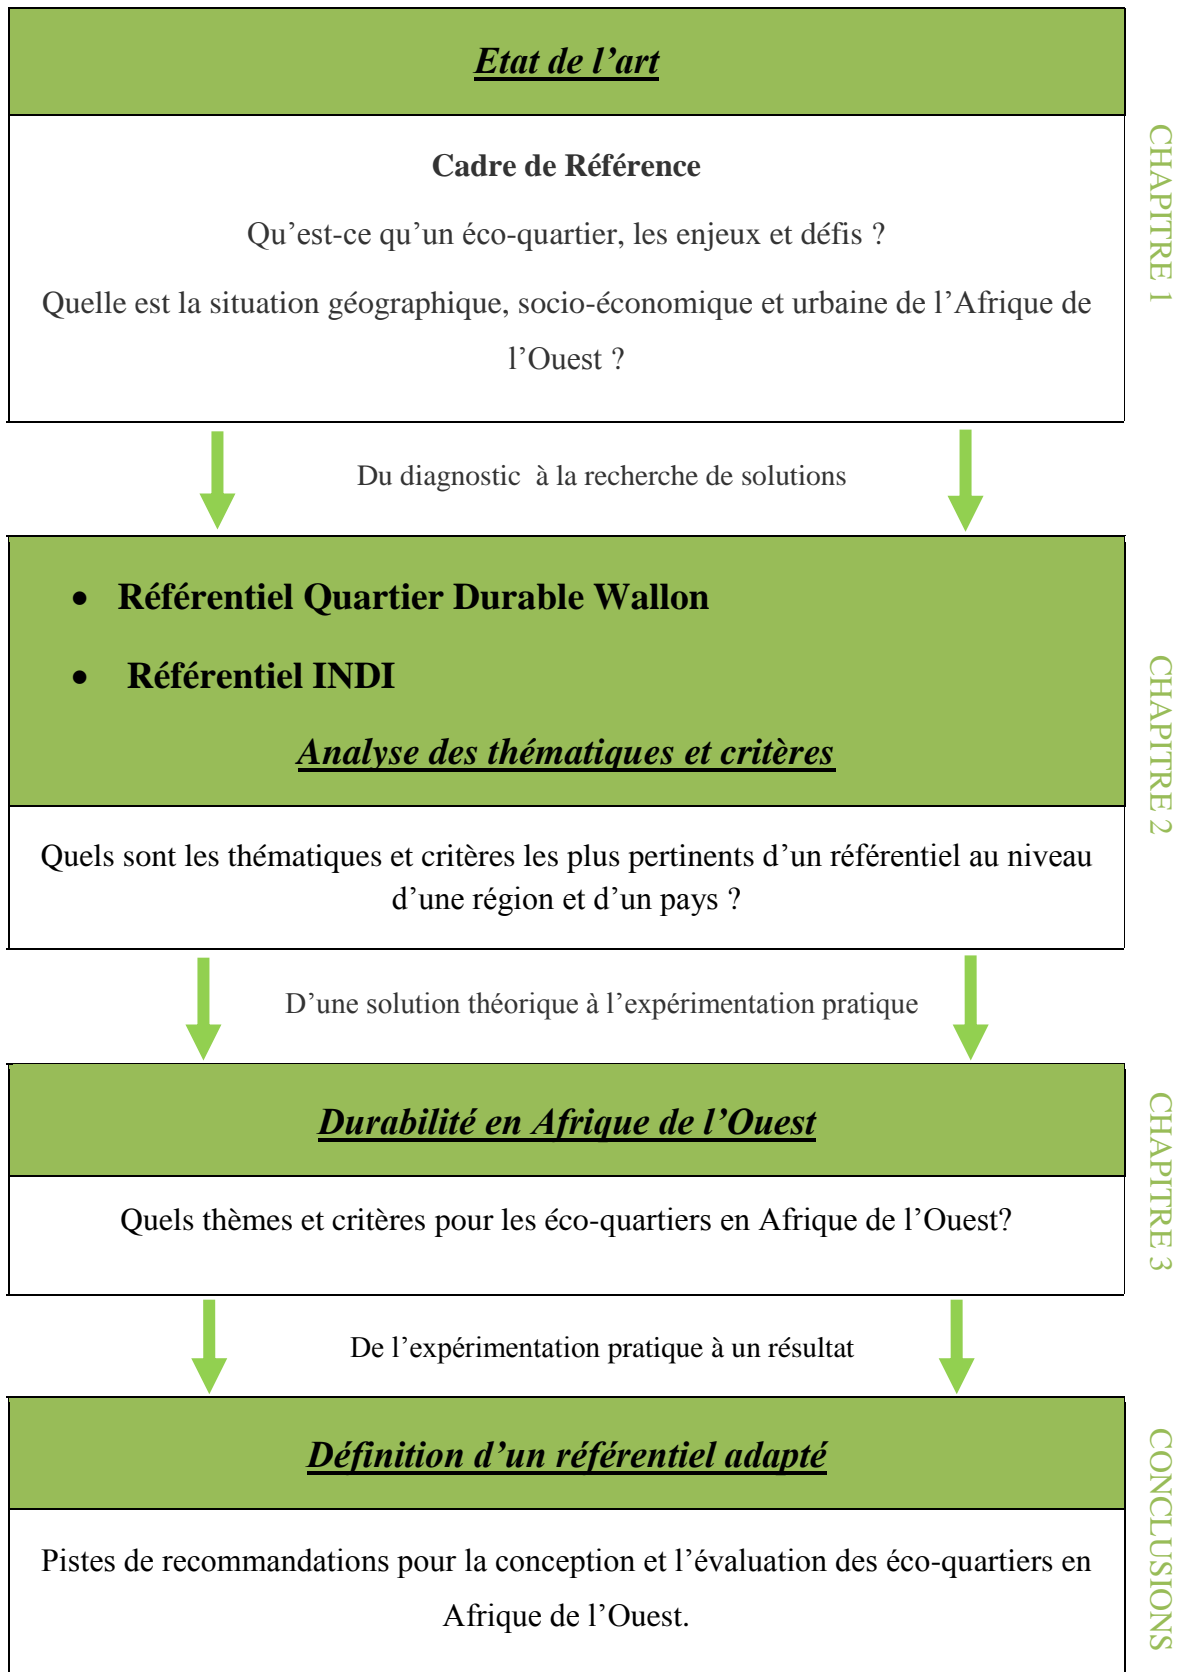 Etat de l’art
Cadre de Référence
Qu’est-ce qu’un éco-quartier, les enjeux et défis ?
Quelle est la situation géographique, socio-économique et urbaine de l’Afrique de
l’Ouest ?
CHAPITRE 1
Du diagnostic à la recherche de solutions
• Référentiel Quartier Durable Wallon
• Référentiel INDI
Analyse des thématiques et critères
Quels sont les thématiques et critères les plus pertinents d’un référentiel au niveau
d’une région et d’un pays ?
CHAPITRE 2
D’une solution théorique à l’expérimentation pratique
Durabilité en Afrique de l’Ouest
Quels thèmes et critères pour les éco-quartiers en Afrique de l’Ouest?
CHAPITRE 3
De l’expérimentation pratique à un résultat
Définition d’un référentiel adapté
Pistes de recommandations pour la conception et l’évaluation des éco-quartiers en
Afrique de l’Ouest.
CONCLUSIONS